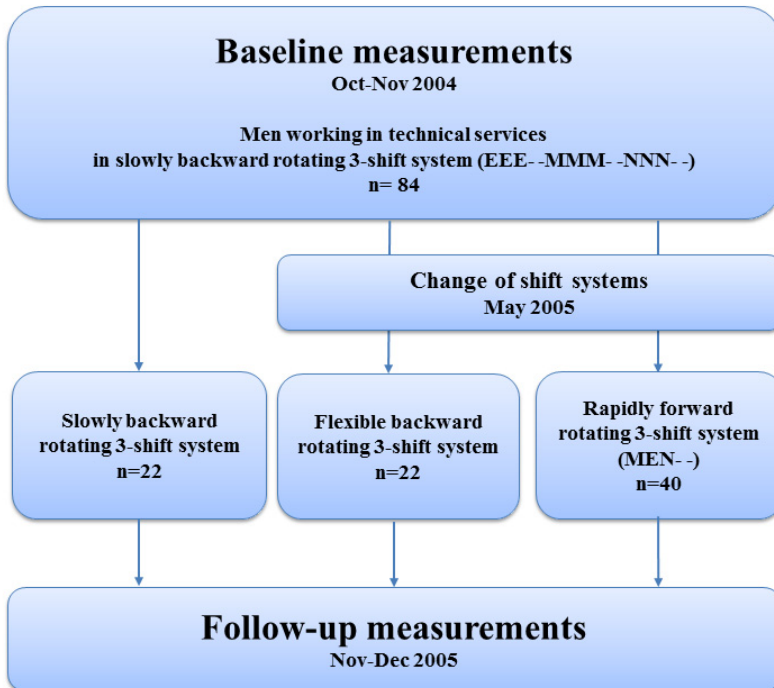 Baseline measurements
Oct-Nov 2004
Men working in technical services
in slowly backward rotating 3-shift system (EEE- -MMM- -NNN- -)
n= 84
Change of shift systems
May 2005
Slowly backward
rotating 3-shift system
n=22
Flexible backward
rotating 3-shift system
n=22
Rapidly forward
rotating 3-shift system
(MEN- -)
n=40
Follow-up measurements
Nov-Dec 2005